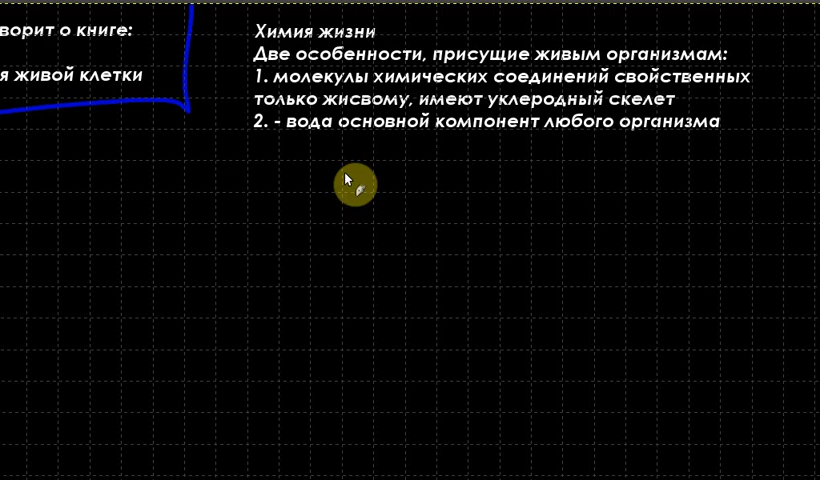 ворит о книге:
я живой клетки
Химия жизни
Две особенности, присущие живым организмам:
1. молекулы химических соединений свойственных
только жисвому, имеют уклеродный скелет
2. - вода основной компонент любого организма